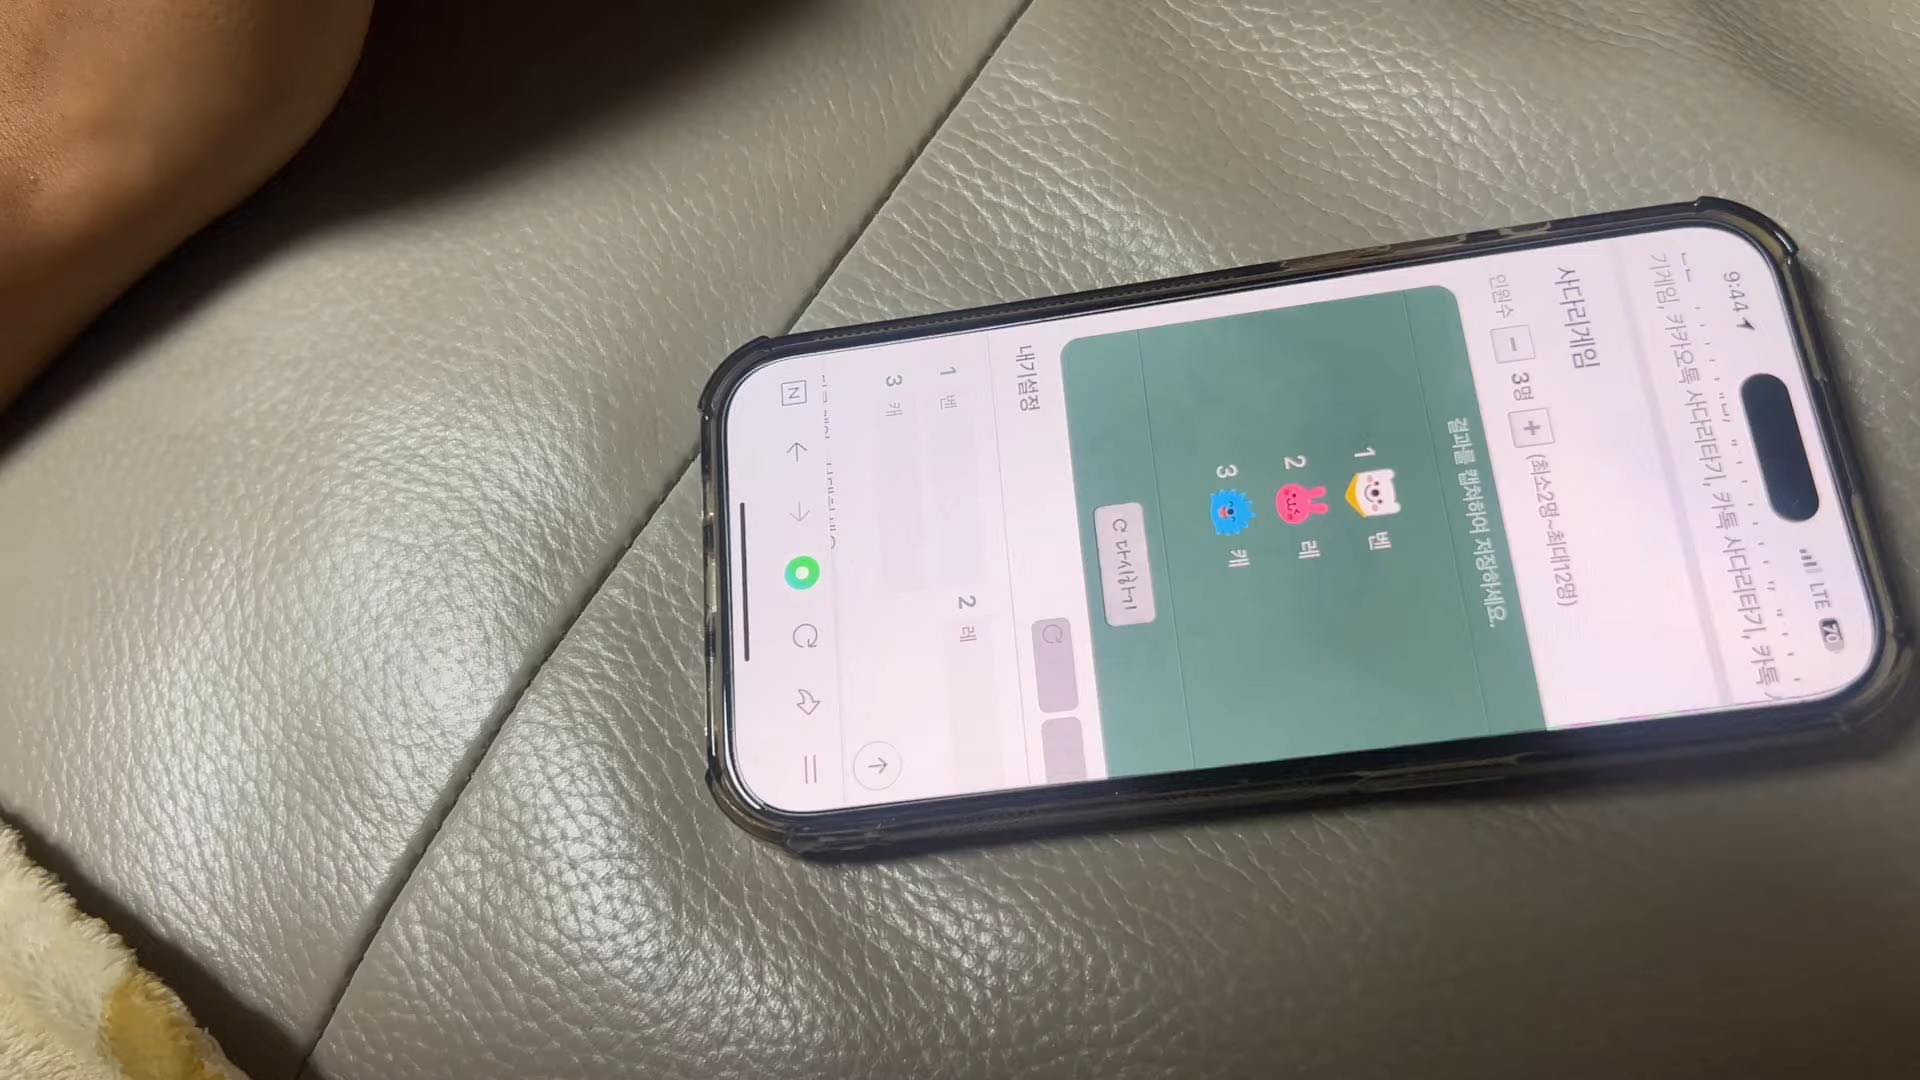 9:44 LTE 70
기게임, 카카오톡 사다리타기, 카톡 사다리타기, 카톡
사다리게임
인원수 - 3명 + (최소2명~최대12명)
결과를 캡처하여 저장하세요.
1 벤
2 레
3 캐
다시하기
내기설정
1 벤 2 레
3 캐
N